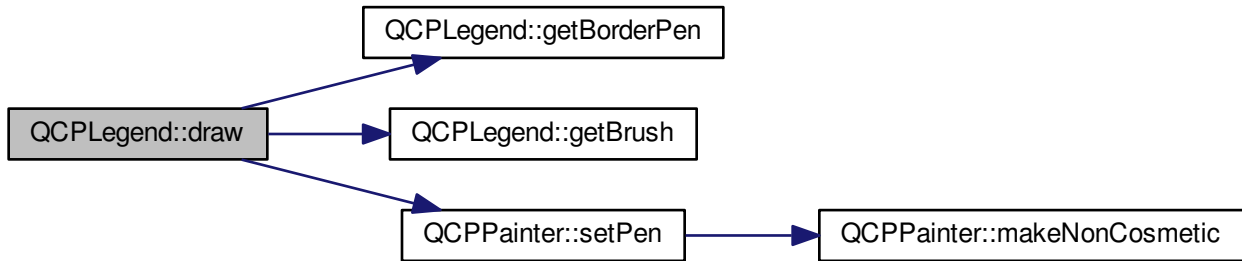 QCPLegend::getBorderPen
QCPLegend::draw
QCPLegend::getBrush
QCPPainter::setPen
QCPPainter::makeNonCosmetic